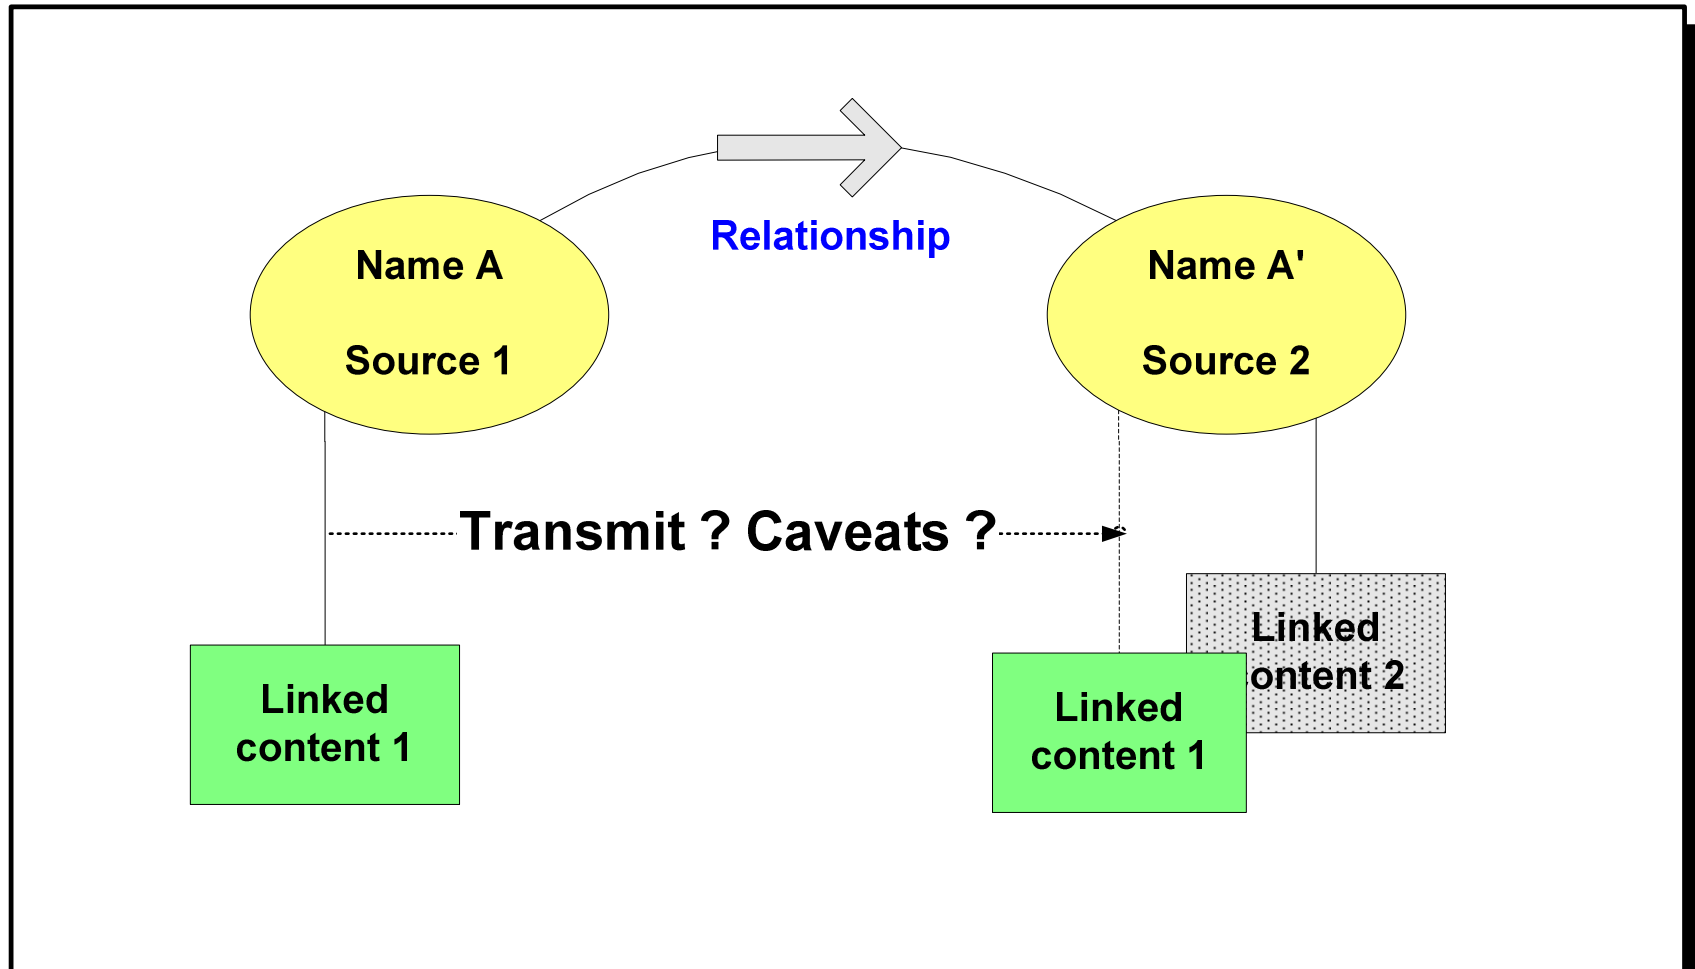 Relationship
Name A
Source 1
Name A'
Source 2
Transmit ? Caveats ?
Linked
content 1
Linked
content 1
Linked
ontent 2